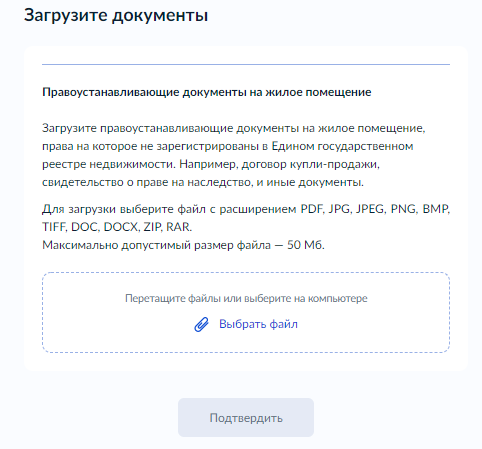 Загрузите документы
Правоустанавливающие документы на жилое помещение
Загрузите правоустанавливающие документы на жилое помещение,
права на которое не зарегистрированы в Едином государственном
реестре недвижимости. Например, договор купли-продажи,
свидетельство о праве на наследство, и иные документы.
Для загрузки выберите файл с расширением PDF, JPG, JPEG, PNG, BMP,
TIFF, DOC, DOCX, ZIP, RAR.
Максимально допустимый размер файла — 50 Мб.
Перетащите файлы или выберите на компьютере
Выбрать файл
Подтвердить